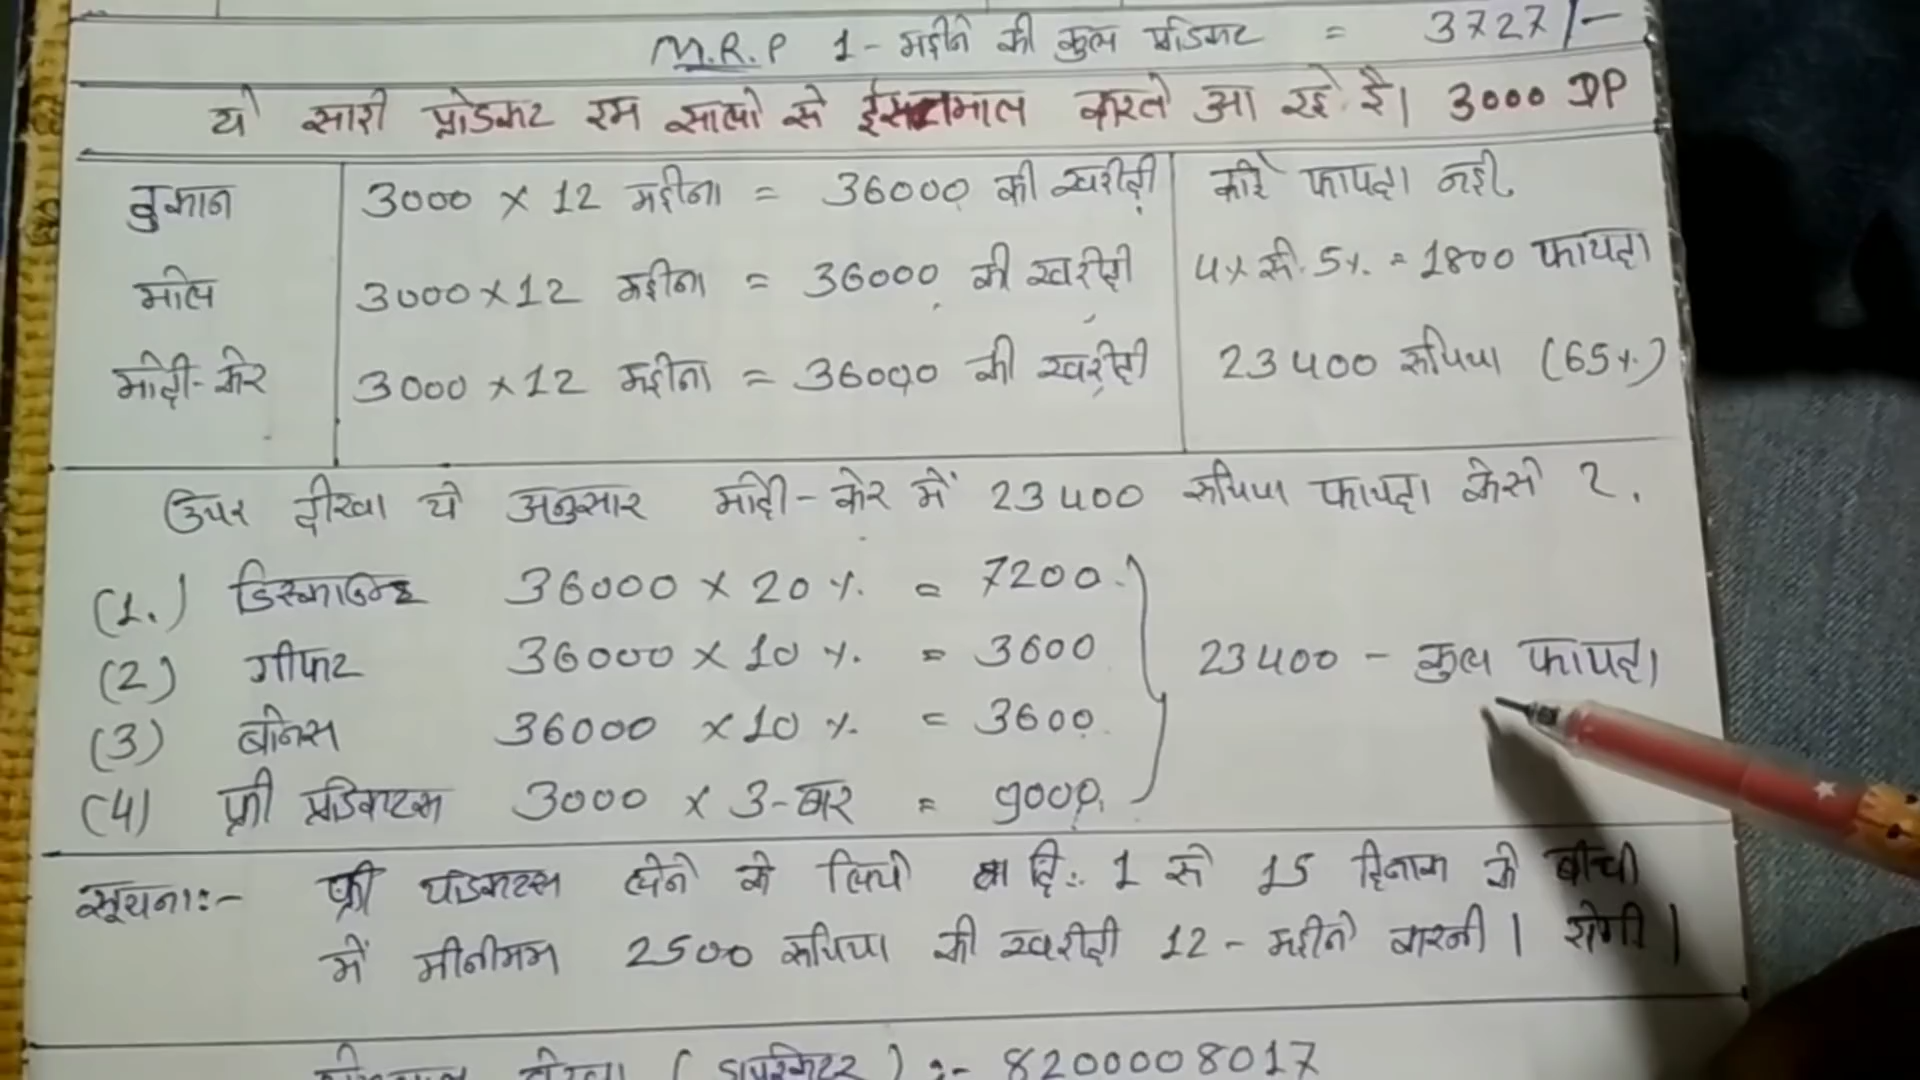 M.R.P 1 - महीने की कुल प्रोडक्ट = 3727/-
ये सारी प्रोडक्ट हम सालो से ईस्तमाल करते आ रहे है। 3000 DP
दुकान 3000 × 12 महीना = 36000 की खरीदी कोई फायदा नही.
मोल 3000 × 12 महीना = 36000 की खरीदी 4% से 5% = 1800 फायदा
मोदी-केर 3000 × 12 महीना = 36000 की खरीदी 23400 रुपिया (65%)
उपर दीखा ये अनुसार मोदी-केर में 23400 रुपिया फायदा केसे ?.
(1.) डिस्काउन्ट 36000 × 20 % = 7200
(2) गीफट 36000 × 10 % = 3600
23400 - कुल फायदा
(3) बोनस 36000 × 10 % = 3600
(4) फ्री प्रोडक्टस 3000 × 3-बार = 9000
सूचनाः- फ्री प्रोडकटस लेने के लिये दि: 1 से 15 दिनांक के बीची
में मीनीमम 2500 रुपिया की खरीदी 12 - महीने करनी । होगी ।
:- 8200008017